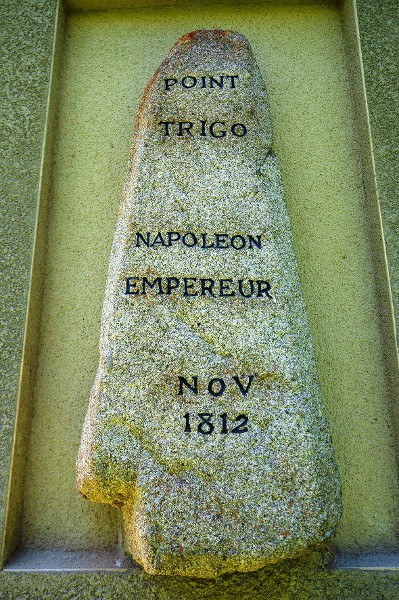 POINT
TRIGO
NAPOLEON
EMPEREUR
NOV
1812